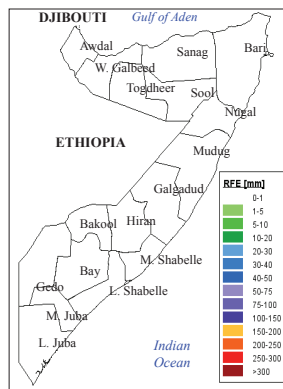 DJIBOUTI
Gulf of Aden
Awdal
Sanag
Bari
W. Galbeed
Togdheer
Sool
Nugal
ETHIOPIA
Mudug
Galgadud
RFE [mm]
0-1
1-5
5-10
10-20
20-30
30-40
40-50
50-75
75-100
100-150
150-200
200-250
250-300
>300
Bakool
Hiran
M. Shabelle
Bay
Gedo
L. Shabelle
M. Juba
L. Juba
Indian
Ocean